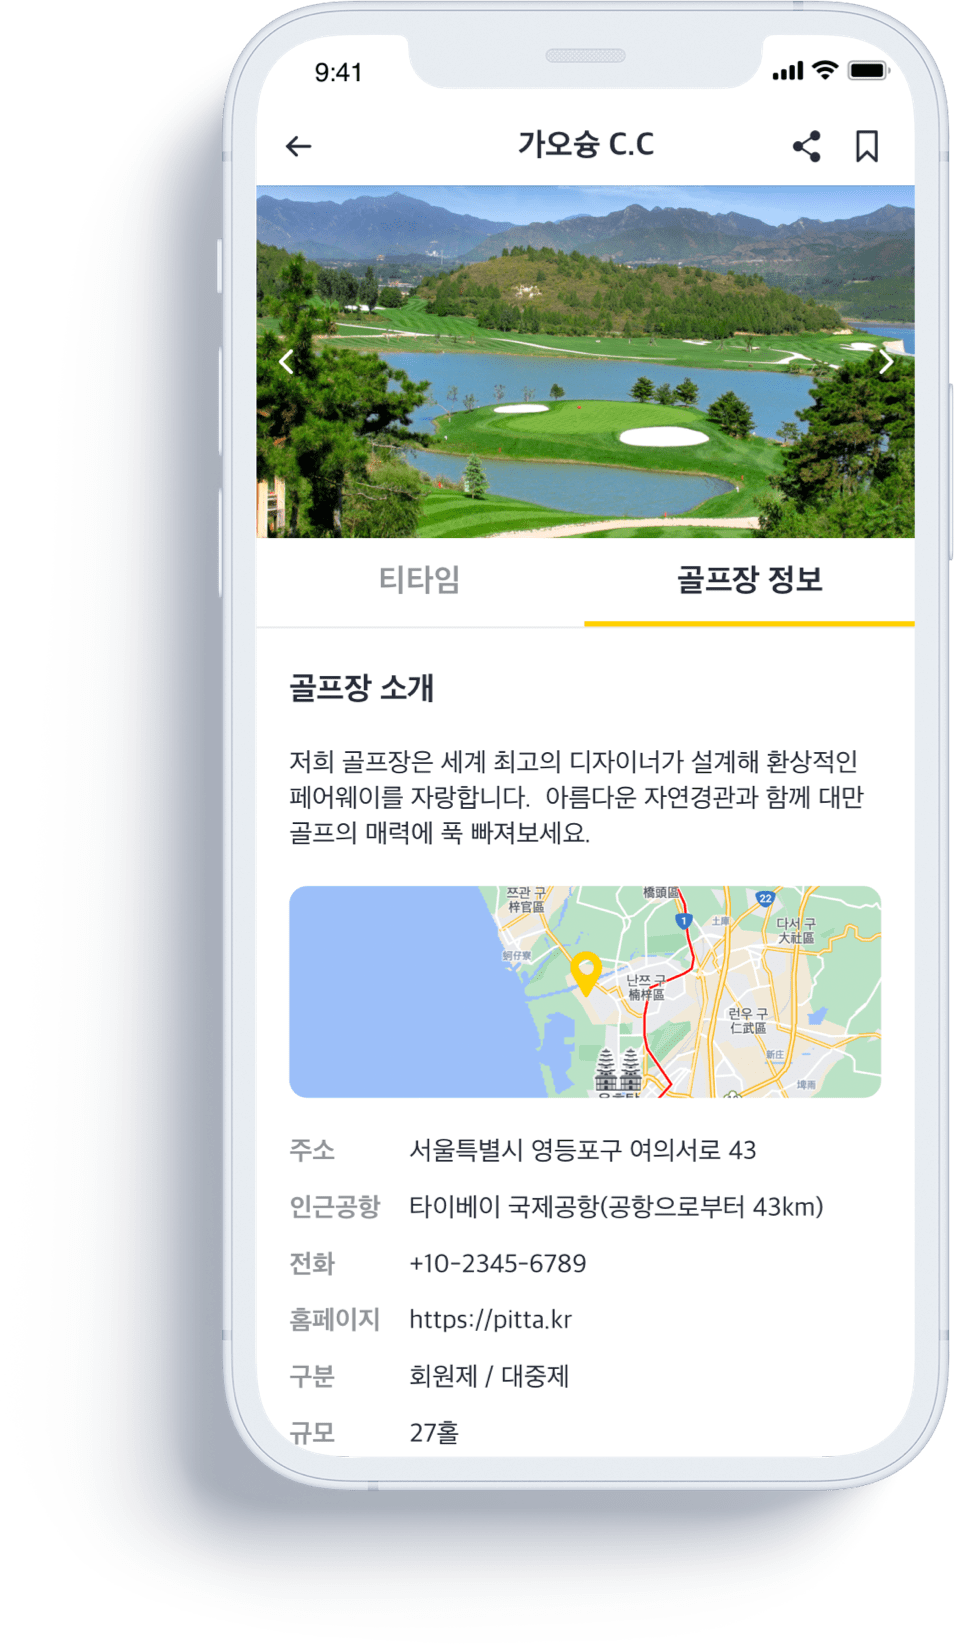 9:41
가오슝 C.C
티타임
골프장 정보
골프장 소개
저희 골프장은 세계 최고의 디자이너가 설계해 환상적인
페어웨이를 자랑합니다. 아름다운 자연경관과 함께 대만
골프의 매력에 푹 빠져보세요.
쯔관 구
梓官區
橋頭區
22
1
土庫
다서 구
大社區
蚵仔寮
난쯔 구
楠梓區
런우 구
仁武區
新庄
埤雨
주소
서울특별시 영등포구 여의서로 43
인근공항
타이베이 국제공항(공항으로부터 43km)
전화
+10-2345-6789
홈페이지
https://pitta.kr
구분
회원제 / 대중제
규모
27홀